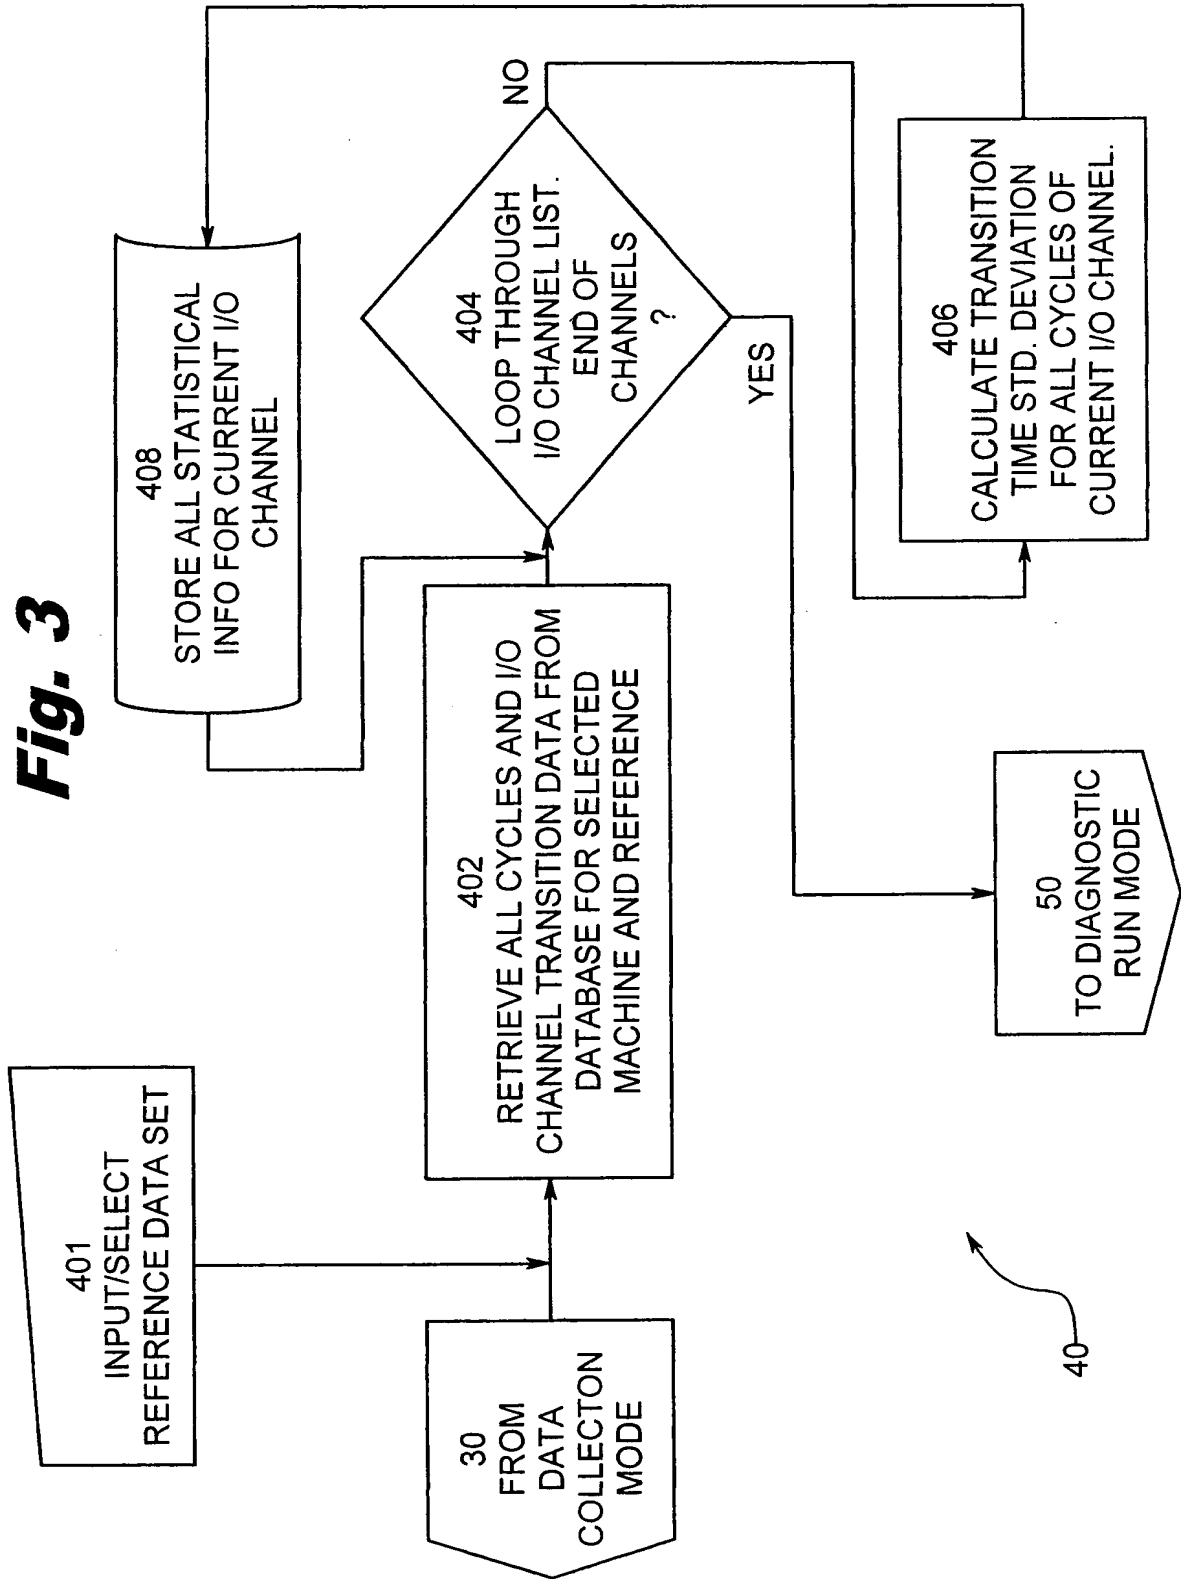 Fig. 3
401
INPUT/SELECT
REFERENCE DATA SET
30
FROM
DATA
COLLECTON
MODE
402
RETRIEVE ALL CYCLES AND I/O
CHANNEL TRANSITION DATA FROM
DATABASE FOR SELECTED
MACHINE AND REFERENCE
408
STORE ALL STATISTICAL
INFO FOR CURRENT I/O
CHANNEL
404
LOOP THROUGH
I/O CHANNEL LIST.
END OF
CHANNELS
?
NO
YES
406
CALCULATE TRANSITION
TIME STD. DEVIATION
FOR ALL CYCLES OF
CURRENT I/O CHANNEL.
50
TO DIAGNOSTIC
RUN MODE
40